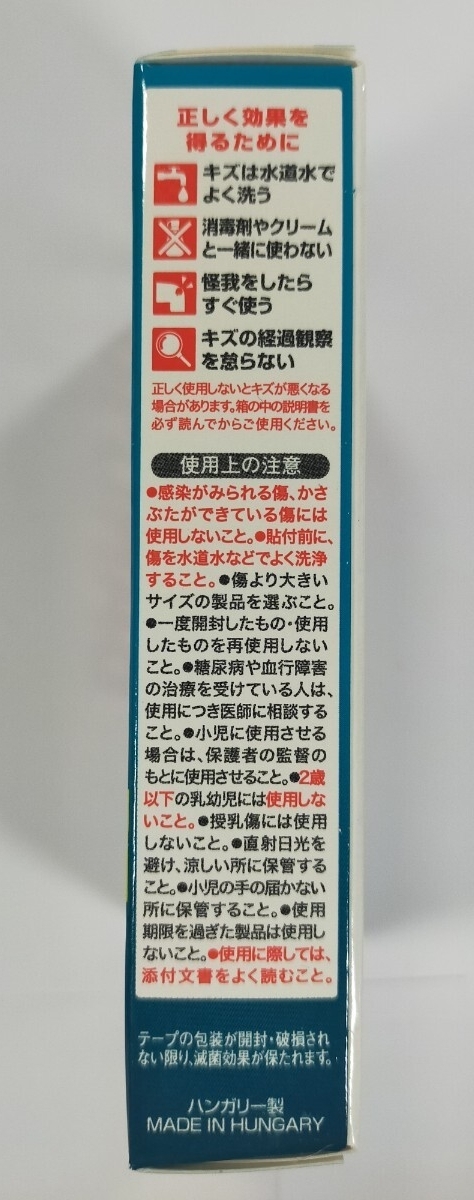 正しく効果を
得るために
キズは水道水で
よく洗う
消毒剤やクリーム
と一緒に使わない
怪我をしたら
すぐ使う
キズの経過観察
を怠らない
正しく使用しないとキズが悪くなる
場合があります。箱の中の説明書を
必ず読んでからご使用ください。
使用上の注意
●感染がみられる傷、かさ
ぶたができている傷には
使用しないこと。●貼付前に、
傷を水道水などでよく洗浄
すること。●傷より大きい
サイズの製品を選ぶこと。
●一度開封したもの・使用
したものを再使用しない
こと。●糖尿病や血行障害
の治療を受けている人は、
使用につき医師に相談する
こと。●小児に使用させる
場合は、保護者の監督の
もとに使用させること。●2歳
以下の乳幼児には使用しな
いこと。●授乳傷には使用
しないこと。●直射日光を
避け、涼しい所に保管する
こと。●小児の手の届かない
所に保管すること。●使用
期限を過ぎた製品は使用し
ないこと。●使用に際しては、
添付文書をよく読むこと。
テープの包装が開封・破損され
ない限り、滅菌効果が保たれます。
ハンガリー製
MADE IN HUNGARY